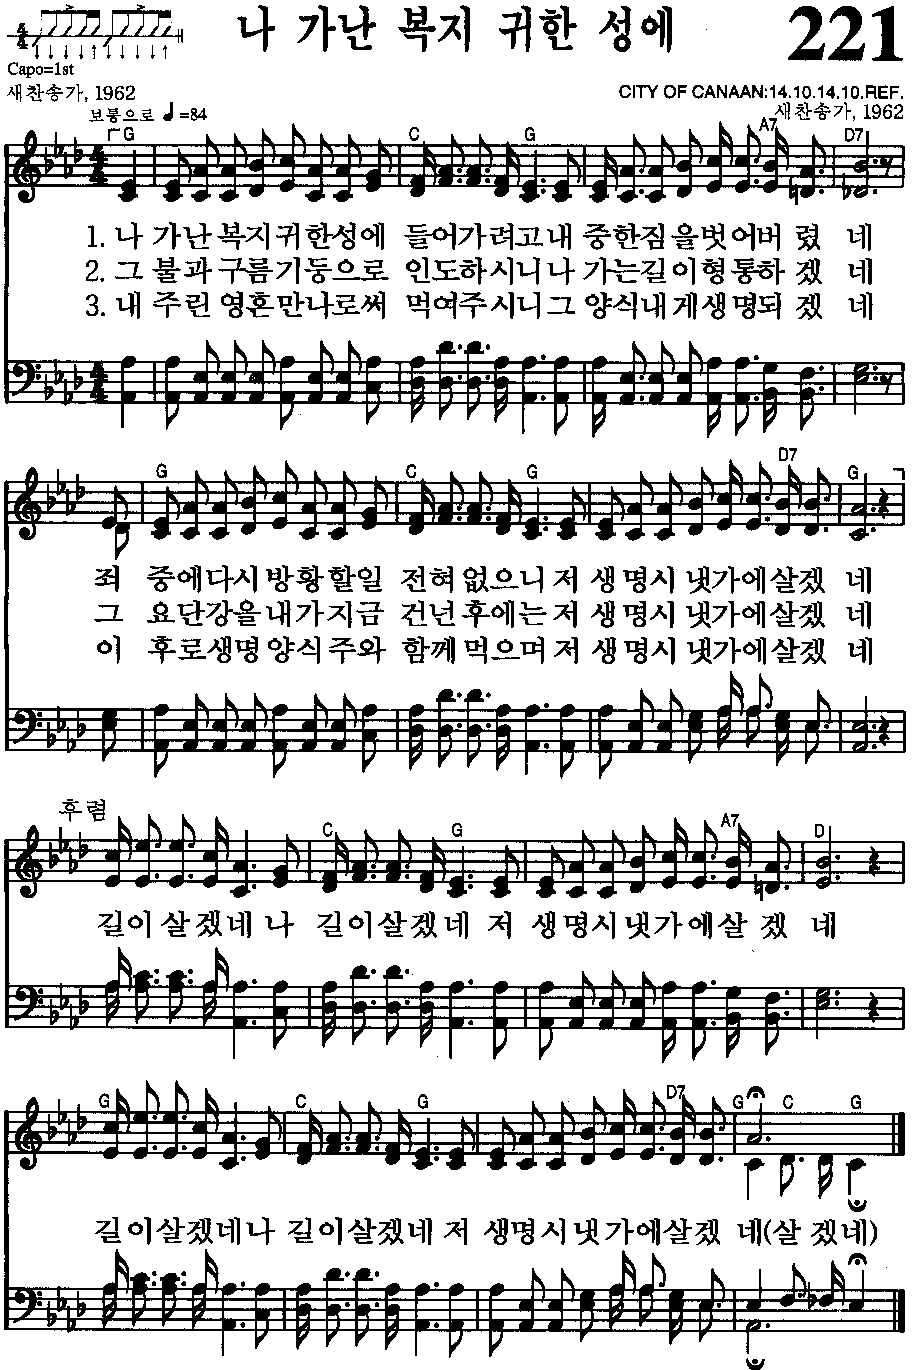 나 가난 복지 귀한 성에 221
Capo=1st
새찬송가, 1962
CITY OF CANAAN:14.10.14.10.REF.
보통으로 ♩=84
새찬송가, 1962
G C G A7 D7
1. 나 가난 복지귀한성에 들어가려고내 중한짐을벗어버 렸 네
2. 그 불과 구름기둥으로 인도하시니나 가는길이형통하 겠 네
3. 내 주린 영혼만나로써 먹여주시니그 양식내게생명되 겠 네
G C G D7 G
죄 중에다시방황할일 전혀없으니저 생명시냇가에살겠 네
그 요단강을내가지금 건넌후에는저 생명시냇가에살겠 네
이 후로생명양식주와 함께먹으며저 생명시냇가에살겠 네
후렴
C G A7 D
길이살겠네나 길이살겠네 저 생명시냇가에살 겠 네
G C G D7 G C G
길이살겠네나 길이살겠네 저 생명시냇가에살겠 네(살 겠네)